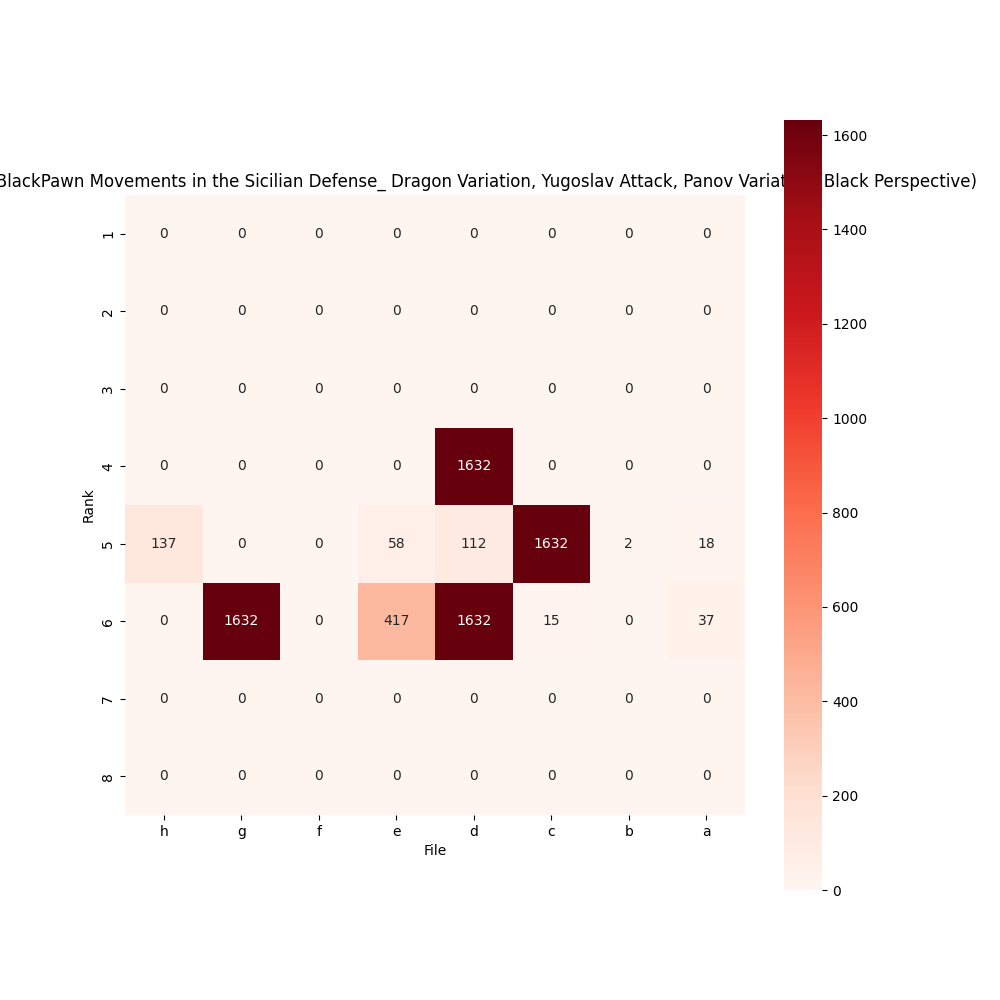 BlackPawn Movements in the Sicilian Defense_ Dragon Variation, Yugoslav Attack, Panov Variat Black Perspective)
1 0 0 0 0 0 0 0 0
2 0 0 0 0 0 0 0 0
3 0 0 0 0 0 0 0 0
4 0 0 0 0 1632 0 0 0
5 137 0 0 58 112 1632 2 18
6 0 1632 0 417 1632 15 0 37
7 0 0 0 0 0 0 0 0
8 0 0 0 0 0 0 0 0
h g f e d c b a
File
Rank
1600
1400
1200
1000
800
600
400
200
0